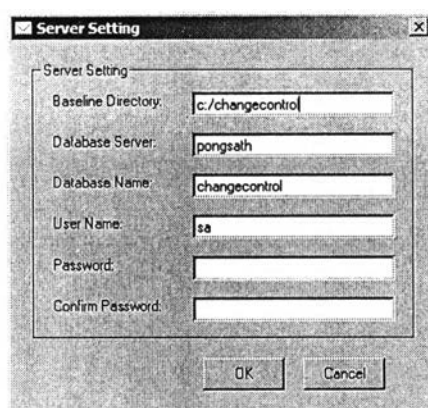 Server Setting
Server Setting
Baseline Directory: c:/changecontrol
Database Server: pongsath
Database Name: changecontrol
User Name: sa
Password:
Confirm Password:
OK Cancel